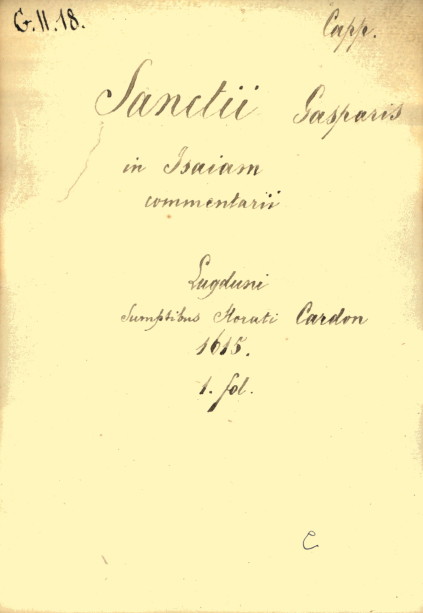 G.II.18. Capp.
Sanctii Gasparis
in Isaiam
commentarii
Lugduni
Sumptibus Horati Cardon
1615.
1. fol.
C